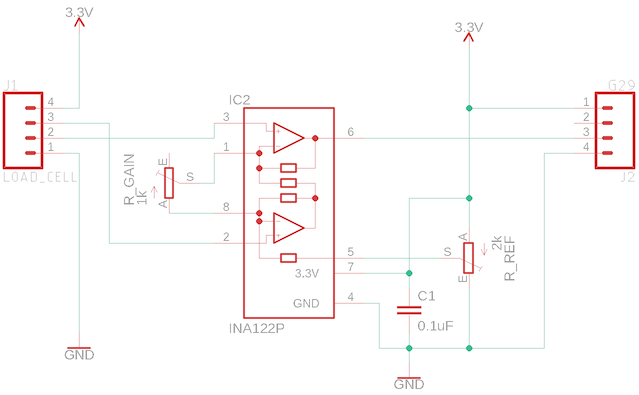 3.3V
3.3V
J1
IC2
G29
4
3
2
1
3
1
8
2
6
5
7
4
1
2
3
4
LOAD_CELL
J2
R_GAIN
1k
E
S
A
3.3V
GND
INA122P
A
S
E
2k
R_REF
C1
0.1uF
GND
GND